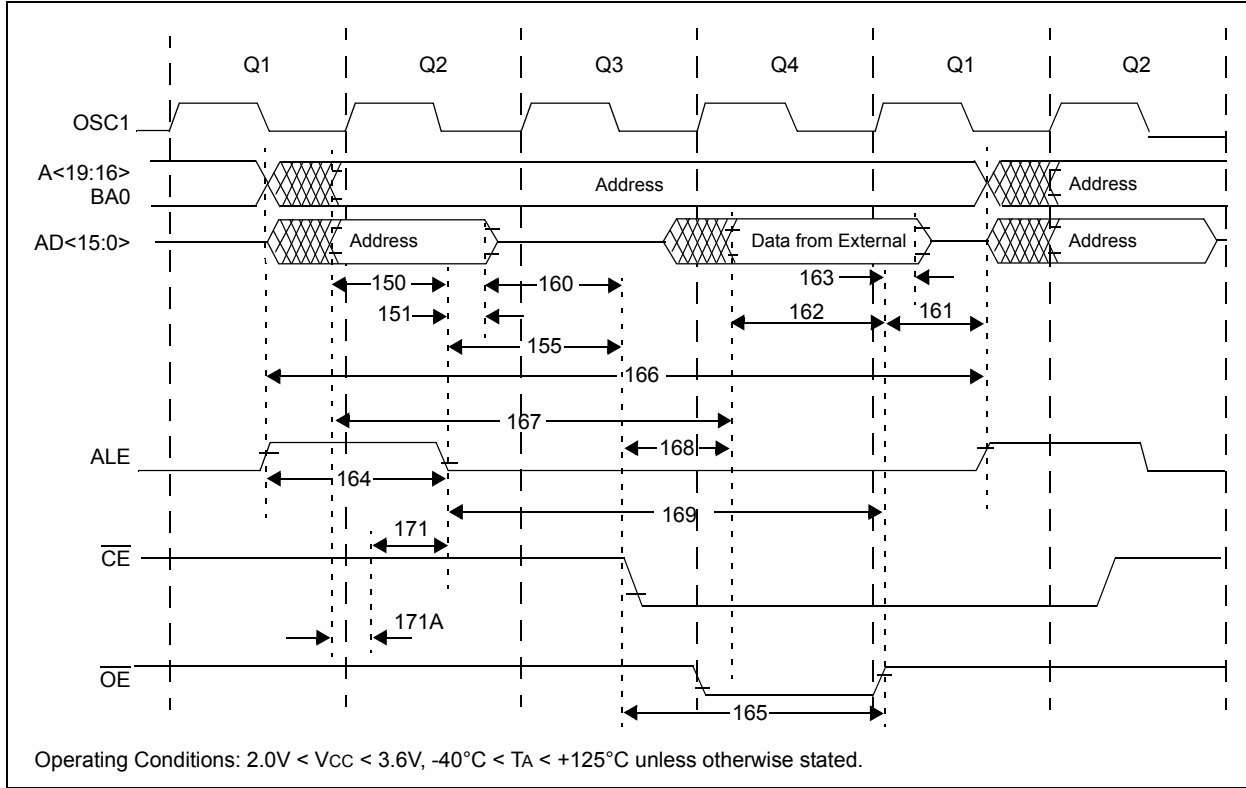 Q1 Q2 Q3 Q4 Q1 Q2
OSC1
A<19:16>
BA0
Address
Address
AD<15:0>
Address
Data from External
Address
163
150
160
151
162
161
155
166
167
168
ALE
164
169
171
CE
171A
OE
165
Operating Conditions: 2.0V < VCC < 3.6V, -40°C < TA < +125°C unless otherwise stated.